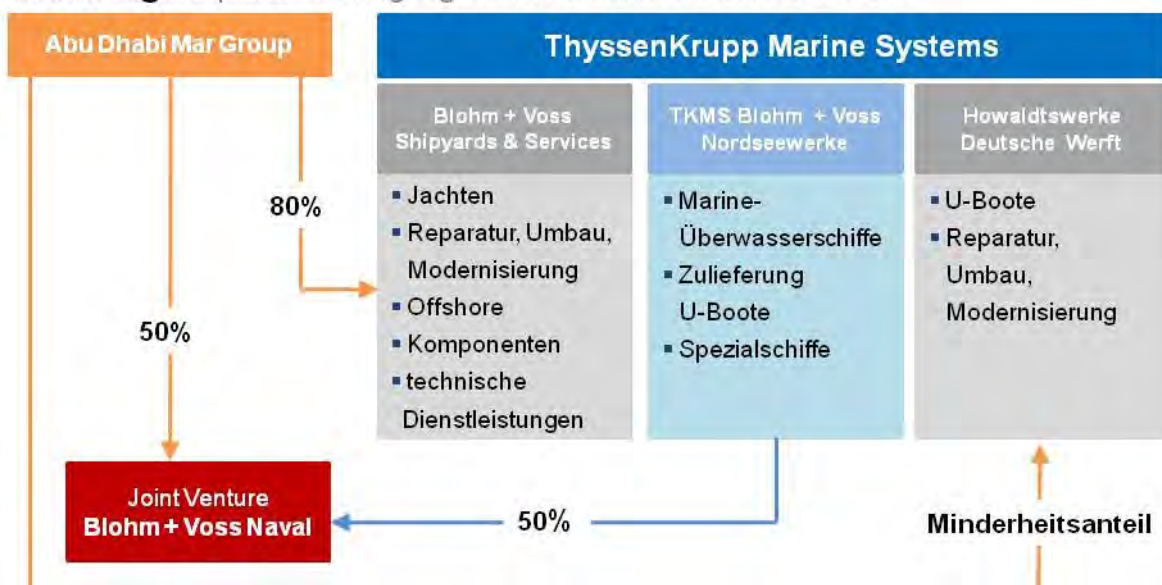 Abu Dhabi Mar Group
ThyssenKrupp Marine Systems
Blohm + Voss
Shipyards & Services
▪ Jachten
▪ Reparatur, Umbau,
Modernisierung
▪ Offshore
▪ Komponenten
▪ technische
Dienstleistungen
TKMS Blohm + Voss
Nordseewerke
▪ Marine-
Überwasserschiffe
▪ Zulieferung
U-Boote
▪ Spezialschiffe
Howaldtswerke
Deutsche Werft
▪ U-Boote
▪ Reparatur,
Umbau,
Modernisierung
80%
50%
Joint Venture
Blohm + Voss Naval
50%
Minderheitsanteil